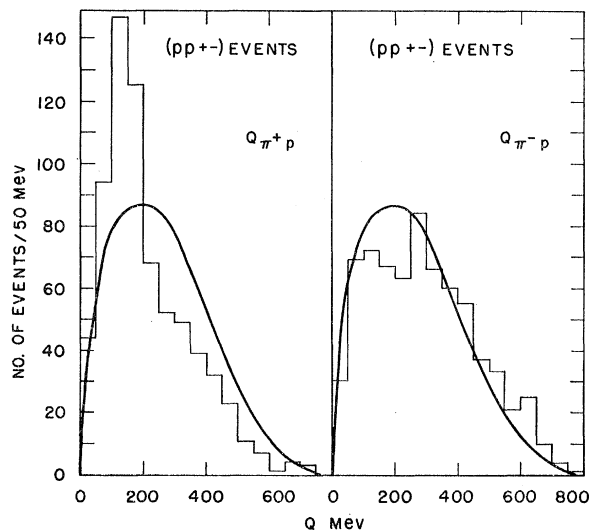 (pp+-) EVENTS
(pp+-) EVENTS
Qπ+p
Qπ-p
NO. OF EVENTS/50 Mev
140
120
100
80
60
40
20
0
0 200 400 600 0 200 400 600 800
Q Mev